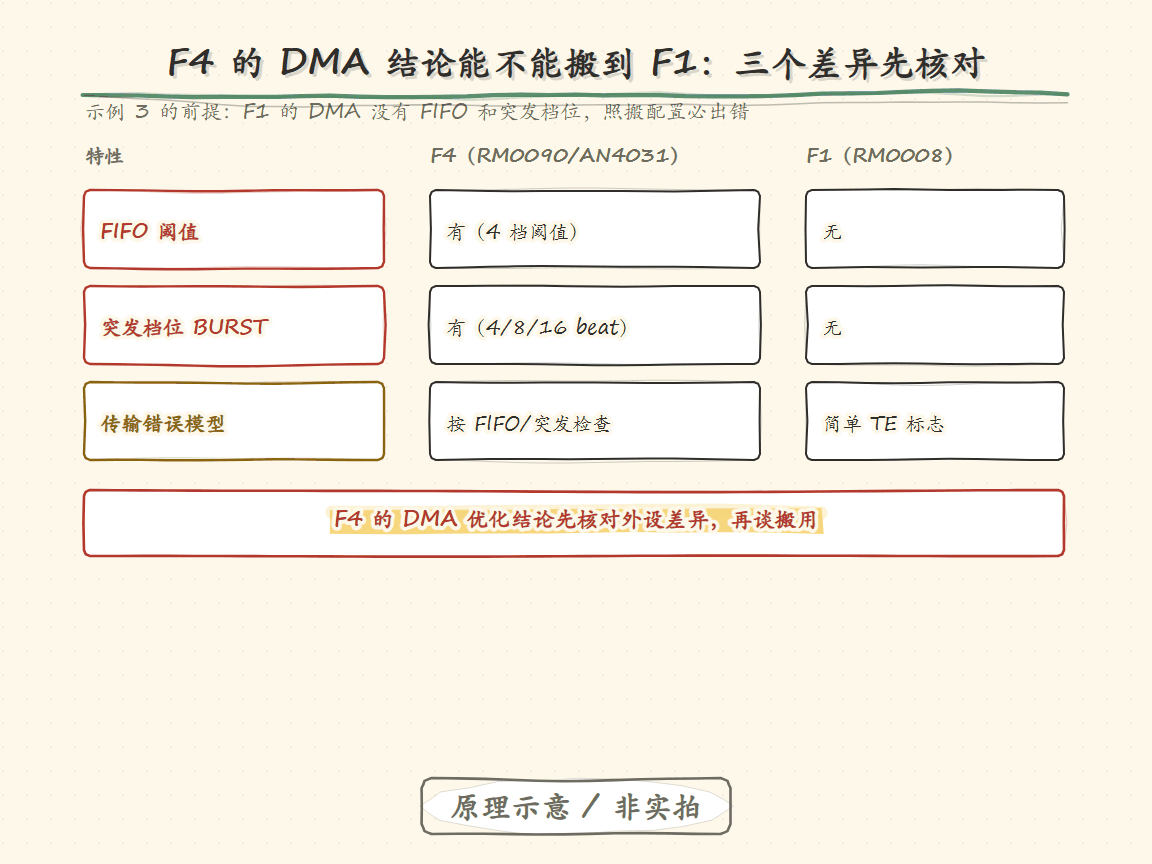 F4 的 DMA 结论能不能搬到 F1：三个差异先核对
示例 3 的前提：F1 的 DMA 没有 FIFO 和突发档位，照搬配置必出错
特性 F4（RM0090/AN4031） F1（RM0008）
FIFO 阈值 有（4 档阈值） 无
突发档位 BURST 有（4/8/16 beat） 无
传输错误模型 按 FIFO/突发检查 简单 TE 标志
F4 的 DMA 优化结论先核对外设差异，再谈搬用
原理示意 / 非实拍